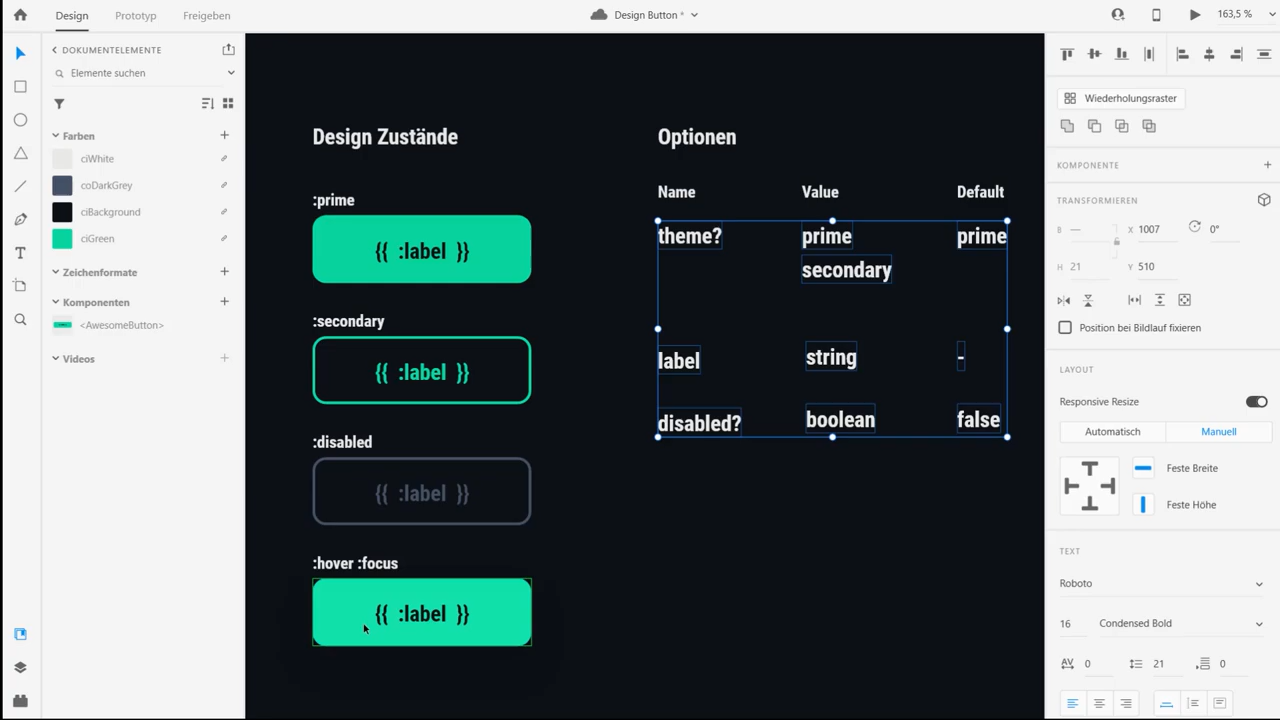 Design
Prototyp
Freigeben
Design Button *
163,5 %
DOKUMENTELEMENTE
Elemente suchen
Farben
ciWhite
coDarkGrey
ciBackground
ciGreen
Zeichenformate
Komponenten
<AwesomeButton>
Videos
Design Zustände
:prime
{{ :label }}
:secondary
{{ :label }}
:disabled
{{ :label }}
:hover :focus
{{ :label }}
Optionen
Name Value Default
theme? prime prime
secondary
label string -
disabled? boolean false
Wiederholungsraster
KOMPONENTE
TRANSFORMIEREN
B — X 1007 0°
H 21 Y 510
Position bei Bildlauf fixieren
LAYOUT
Responsive Resize
Automatisch Manuell
Feste Breite
Feste Höhe
TEXT
Roboto
16 Condensed Bold
AV 0 21 0